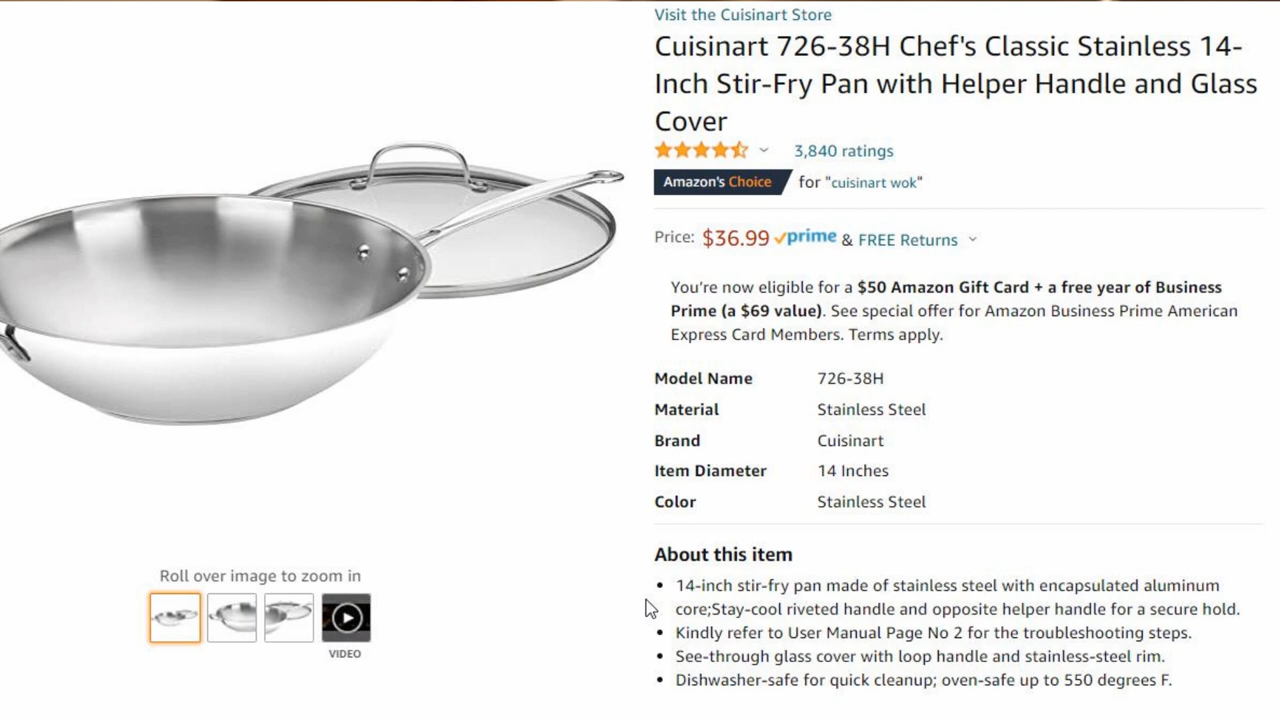 Visit the Cuisinart Store
Cuisinart 726-38H Chef's Classic Stainless 14-
Inch Stir-Fry Pan with Helper Handle and Glass
Cover
3,840 ratings
Amazon's Choice for "cuisinart wok"
Price: $36.99 prime & FREE Returns
You're now eligible for a $50 Amazon Gift Card + a free year of Business
Prime (a $69 value). See special offer for Amazon Business Prime American
Express Card Members. Terms apply.
Model Name 726-38H
Material Stainless Steel
Brand Cuisinart
Item Diameter 14 Inches
Color Stainless Steel
About this item
• 14-inch stir-fry pan made of stainless steel with encapsulated aluminum
core;Stay-cool riveted handle and opposite helper handle for a secure hold.
• Kindly refer to User Manual Page No 2 for the troubleshooting steps.
• See-through glass cover with loop handle and stainless-steel rim.
• Dishwasher-safe for quick cleanup; oven-safe up to 550 degrees F.
Roll over image to zoom in
VIDEO